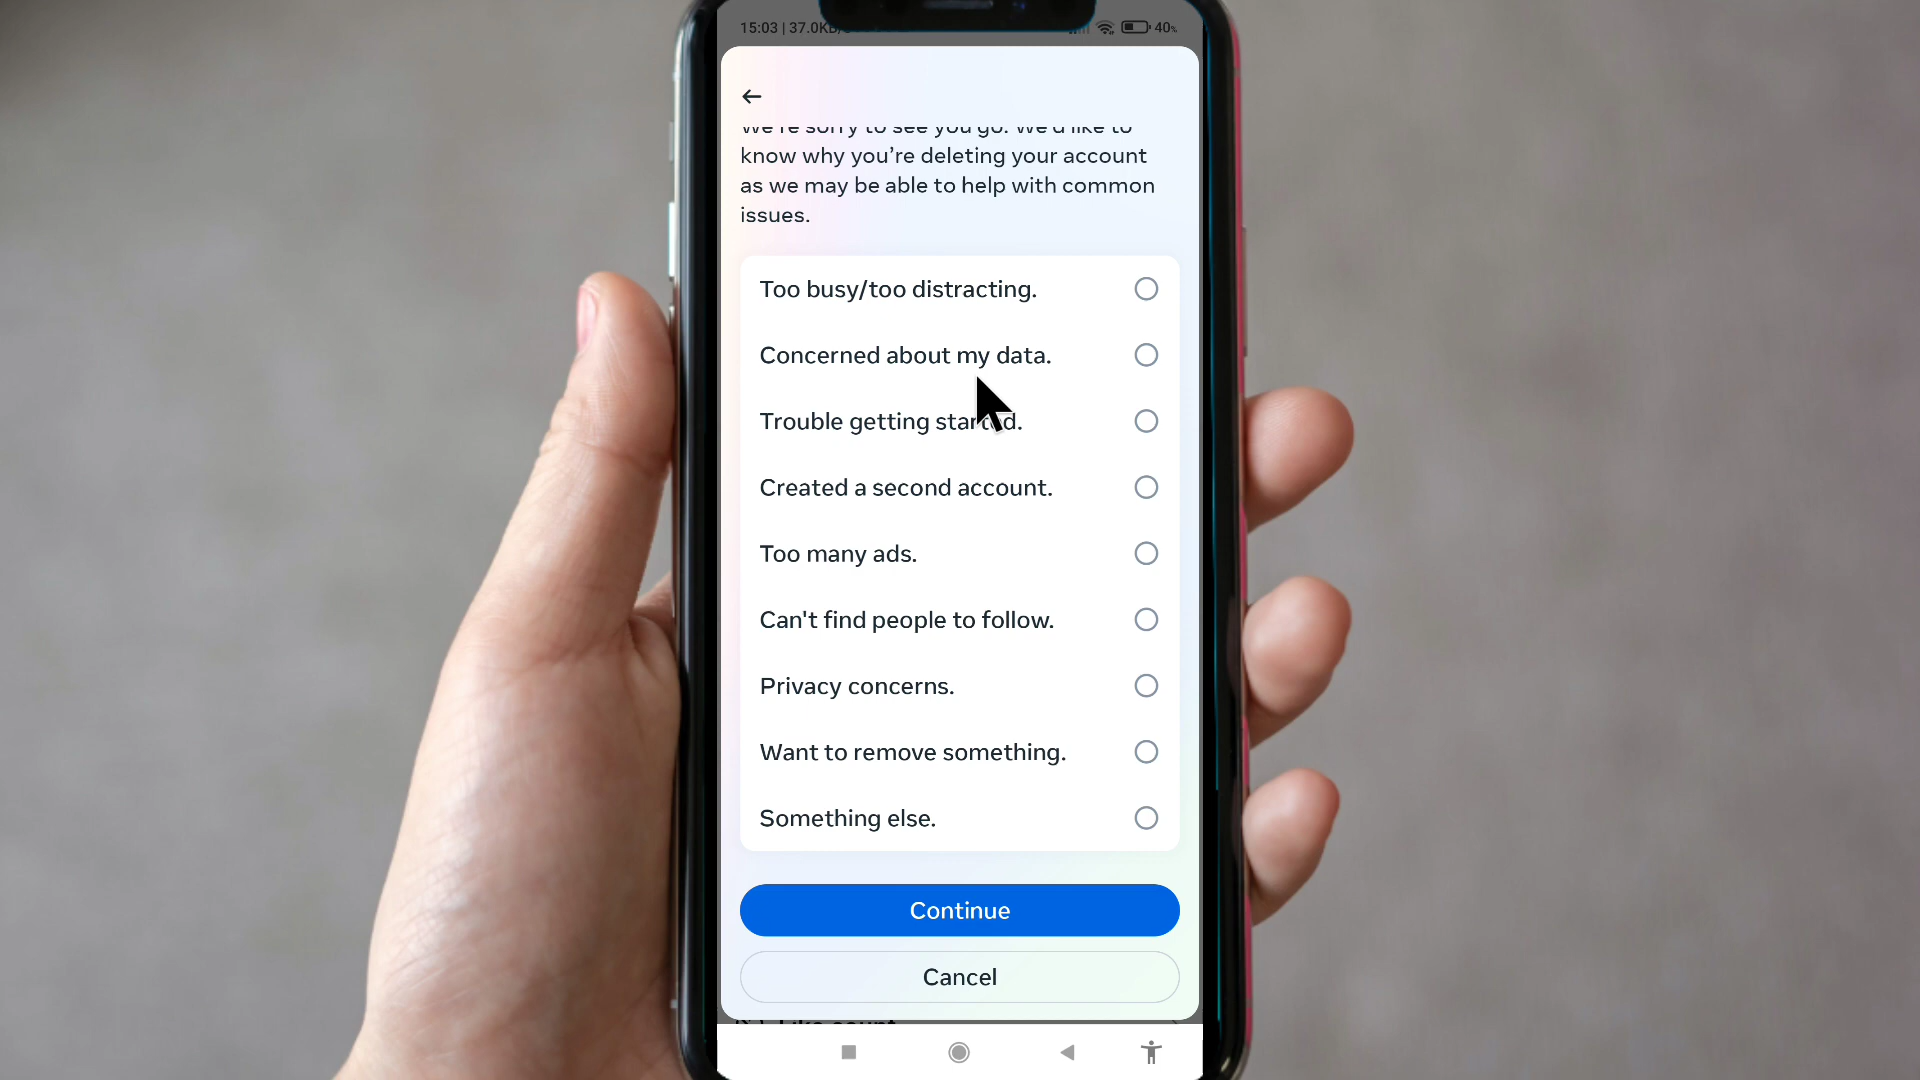 15:03 | 37.0KB/
40%
We're sorry to see you go. We'd like to
know why you’re deleting your account
as we may be able to help with common
issues.
Too busy/too distracting.
Concerned about my data.
Trouble getting started.
Created a second account.
Too many ads.
Can't find people to follow.
Privacy concerns.
Want to remove something.
Something else.
Continue
Cancel
Like count